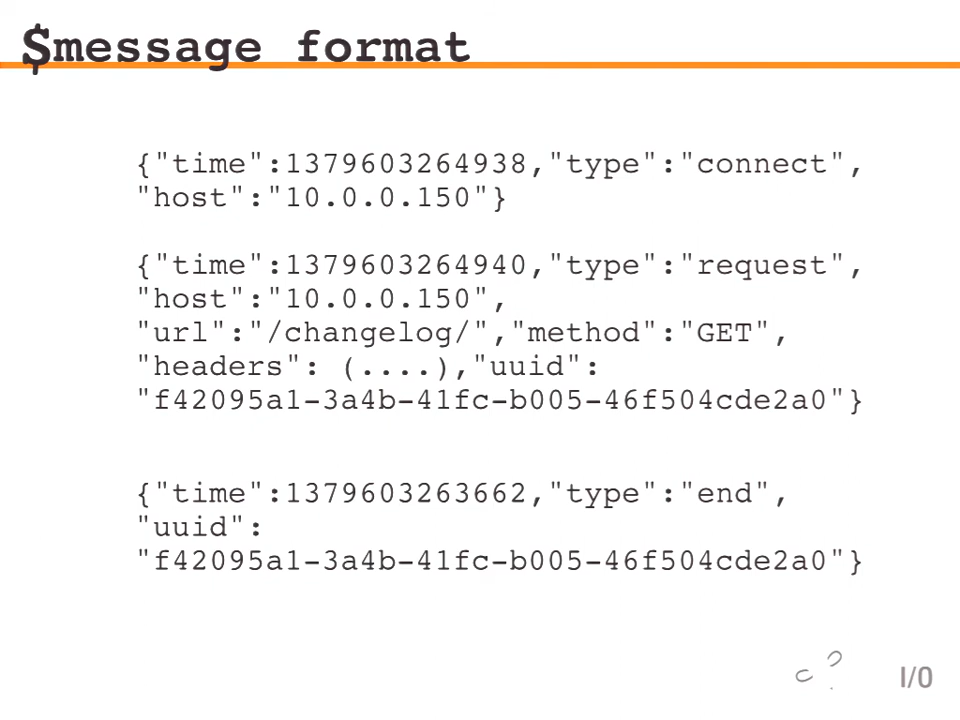 $message format
{"time":1379603264938,"type":"connect",
"host":"10.0.0.150"}
{"time":1379603264940,"type":"request",
"host":"10.0.0.150",
"url":"/changelog/","method":"GET",
"headers": (....),"uuid":
"f42095a1-3a4b-41fc-b005-46f504cde2a0"}
{"time":1379603263662,"type":"end",
"uuid":
"f42095a1-3a4b-41fc-b005-46f504cde2a0"}
I/O